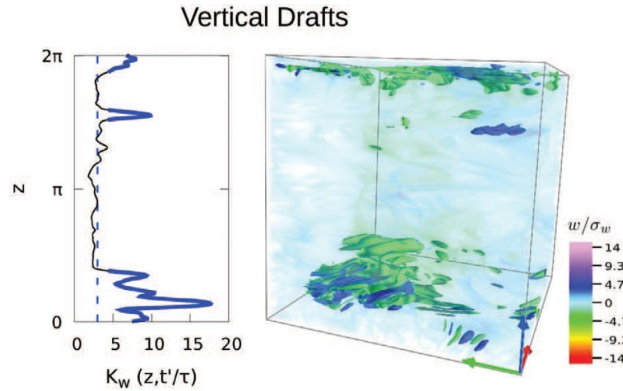 Vertical Drafts
2π
π
0
z
0
5
10
15
20
K_w (z,t'/τ)
w/σ_w
14
9.3
4.7
0
-4.7
-9.3
-14